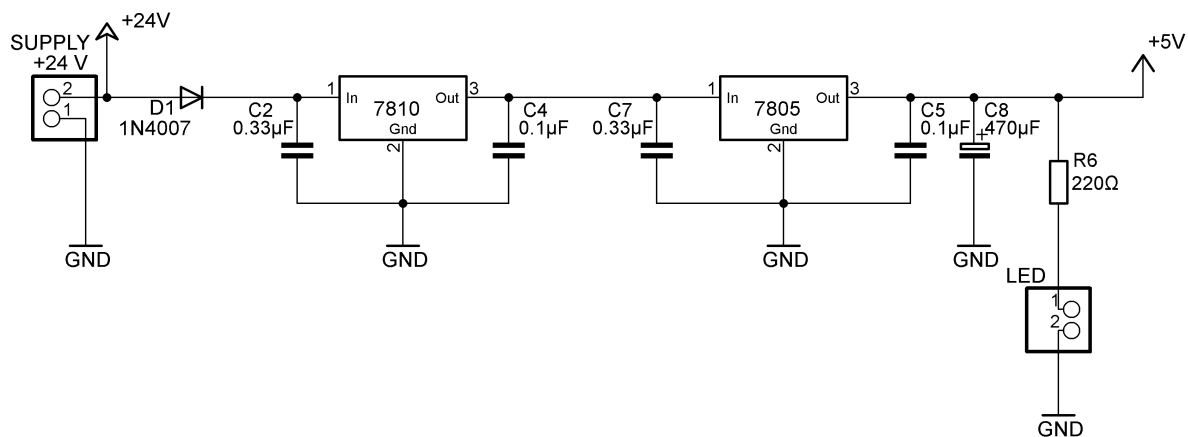 +24V
SUPPLY
+24 V
2
1
D1
1N4007
C2
0.33µF
1
In
7810
Out
3
Gnd
2
C4
0.1µF
C7
0.33µF
1
In
7805
Out
3
Gnd
2
C5
0.1µF
C8
470µF
+
+5V
R6
220Ω
GND
GND
GND
GND
LED
1
2
GND